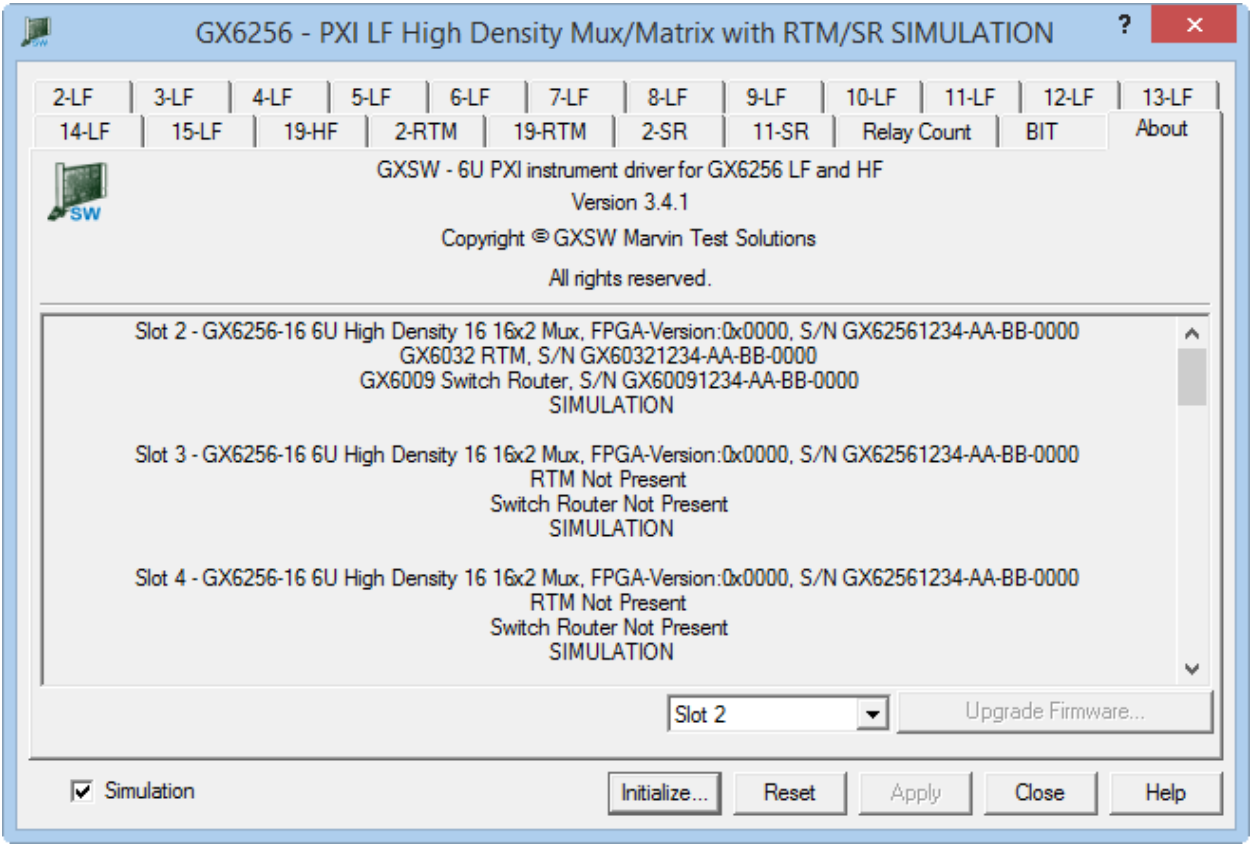 GX6256 - PXI LF High Density Mux/Matrix with RTM/SR SIMULATION ? ×
2-LF 3-LF 4-LF 5-LF 6-LF 7-LF 8-LF 9-LF 10-LF 11-LF 12-LF 13-LF
14-LF 15-LF 19-HF 2-RTM 19-RTM 2-SR 11-SR Relay Count BIT About
SW
GXSW - 6U PXI instrument driver for GX6256 LF and HF
Version 3.4.1
Copyright © GXSW Marvin Test Solutions
All rights reserved.
Slot 2 - GX6256-16 6U High Density 16 16x2 Mux, FPGA-Version:0x0000, S/N GX62561234-AA-BB-0000
GX6032 RTM, S/N GX60321234-AA-BB-0000
GX6009 Switch Router, S/N GX60091234-AA-BB-0000
SIMULATION
Slot 3 - GX6256-16 6U High Density 16 16x2 Mux, FPGA-Version:0x0000, S/N GX62561234-AA-BB-0000
RTM Not Present
Switch Router Not Present
SIMULATION
Slot 4 - GX6256-16 6U High Density 16 16x2 Mux, FPGA-Version:0x0000, S/N GX62561234-AA-BB-0000
RTM Not Present
Switch Router Not Present
SIMULATION
Slot 2 Upgrade Firmware...
Simulation Initialize... Reset Apply Close Help